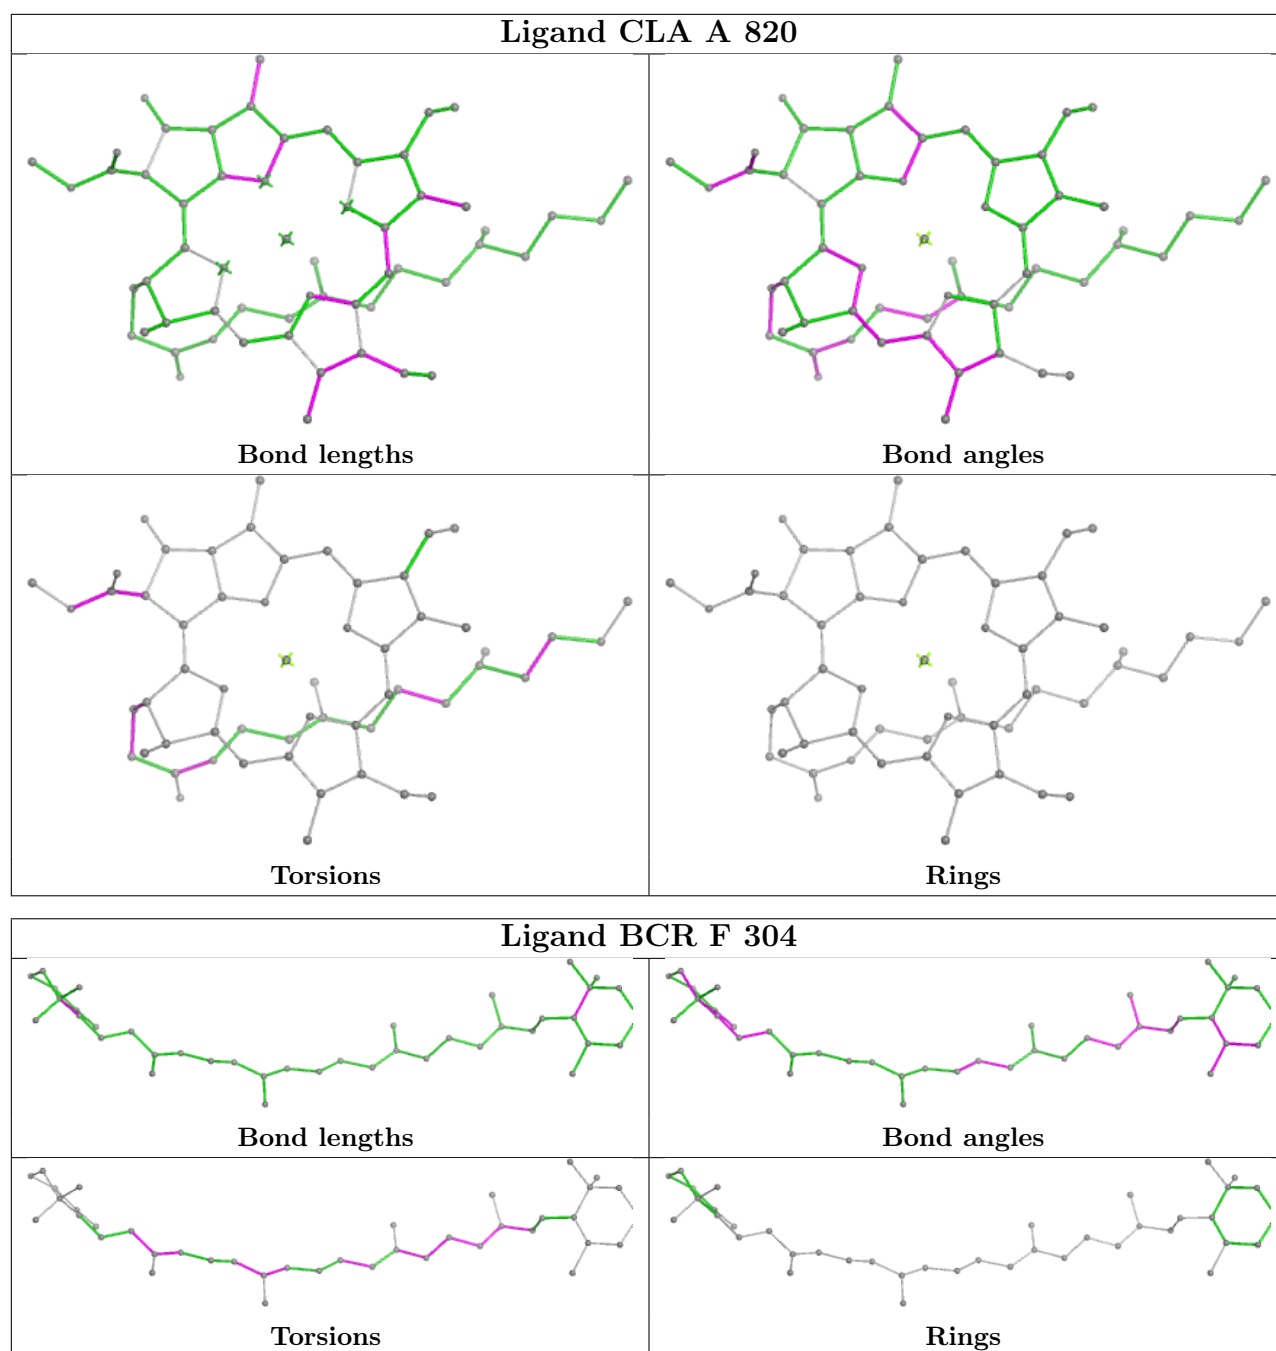 Ligand CLA A 820
Bond lengths
Bond angles
Torsions
Rings
Ligand BCR F 304
Bond lengths
Bond angles
Torsions
Rings